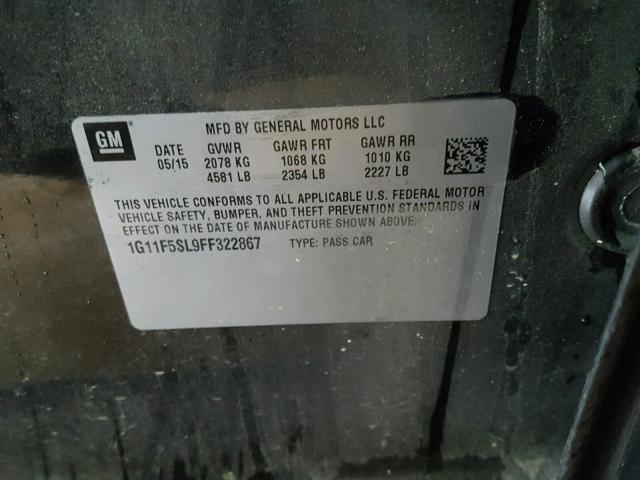 GM
MFD BY GENERAL MOTORS LLC
DATE GVWR GAWR FRT GAWR RR
05/15 2078 KG 1068 KG 1010 KG
4581 LB 2354 LB 2227 LB
THIS VEHICLE CONFORMS TO ALL APPLICABLE U.S. FEDERAL MOTOR
VEHICLE SAFETY, BUMPER, AND THEFT PREVENTION STANDARDS IN
EFFECT ON THE DATE OF MANUFACTURE SHOWN ABOVE.
1G11F5SL9FF322867 TYPE: PASS CAR